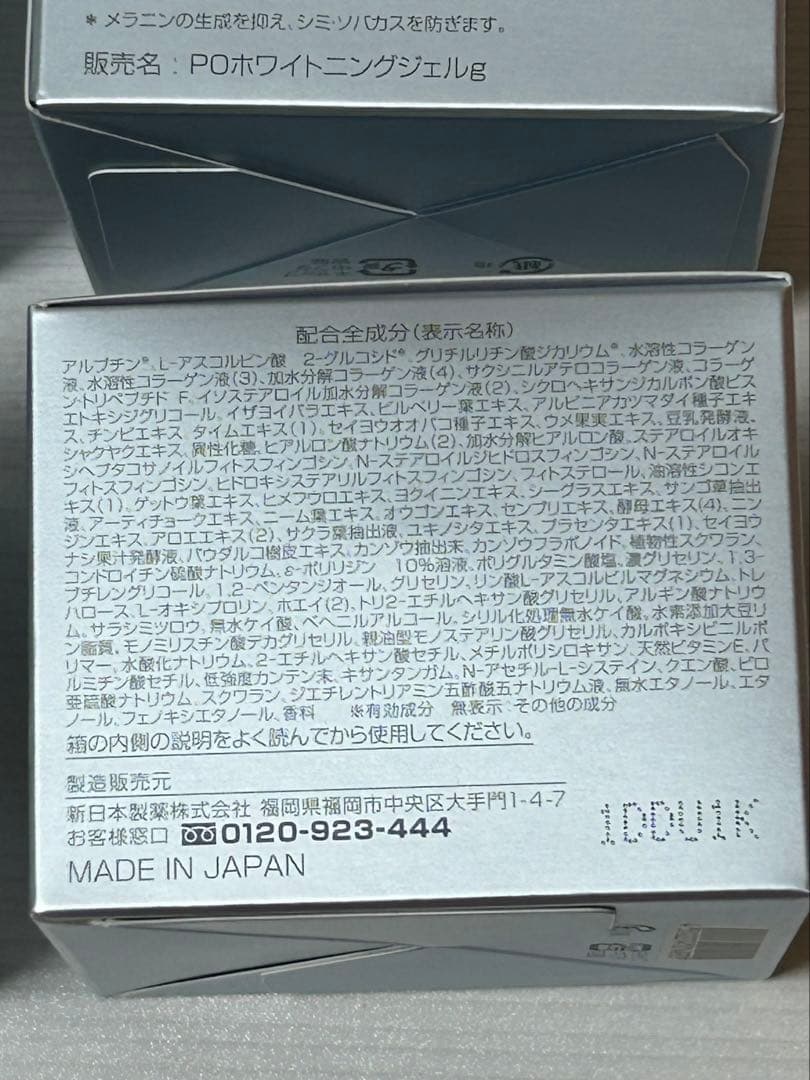 * メラニンの生成を抑え、シミ・ソバカスを防ぎます。
販売名：POホワイトニングジェルg
配合全成分（表示名称）
アルブチン*、L-アスコルビン酸 2-グルコシド*、グリチルリチン酸ジカリウム*、水溶性コラーゲン
液、水溶性コラーゲン液(3)、加水分解コラーゲン液(4)、サクシニルアテロコラーゲン液、コラーゲ
ン・トリペプチド F、イソステアロイル加水分解コラーゲン液(2)、シクロヘキサンジカルボン酸ビス
エトキシジグリコール、イザヨイバラエキス、ビルベリー葉エキス、アルピニアカツマダイ種子エキ
ス、チンピエキス、タイムエキス(1)、セイヨウオオバコ種子エキス、ウメ果実エキス、豆乳発酵液、
シャクヤクエキス、異性化糖、ヒアルロン酸ナトリウム(2)、加水分解ヒアルロン酸、ステアロイルオキ
シヘプタコサノイルフィトスフィンゴシン、N-ステアロイルジヒドロスフィンゴシン、N-ステアロイル
フィトスフィンゴシン、ヒドロキシステアリルフィトスフィンゴシン、フィトステロール、油溶性シコンエ
キス(1)、ゲットウ葉エキス、ヒメフウロエキス、ヨクイニンエキス、シーグラスエキス、サンゴ草抽出
液、アーティチョークエキス、ニーム葉エキス、オウゴンエキス、センブリエキス、酵母エキス(4)、ニン
ジンエキス、アロエエキス(2)、サクラ葉抽出液、ユキノシタエキス、プラセンタエキス(1)、セイヨウ
ナシ果汁発酵液、パウダルコ樹皮エキス、カンゾウ抽出末、カンゾウフラボノイド、植物性スクワラン、
コンドロイチン硫酸ナトリウム、ε-ポリリジン 10%溶液、ポリグルタミン酸塩、濃グリセリン、1,3-
ブチレングリコール、1,2-ペンタンジオール、グリセリン、リン酸L-アスコルビルマグネシウム、トレ
ハロース、L-オキシプロリン、ホエイ(2)、トリ2-エチルヘキサン酸グリセリル、アルギン酸ナトリウ
ム、サラシミツロウ、無水ケイ酸、ベヘニルアルコール、シリル化処理無水ケイ酸、水素添加大豆リ
ン脂質、モノミリスチン酸デカグリセリル、親油型モノステアリン酸グリセリル、カルボキシビニルポ
リマー、水酸化ナトリウム、2-エチルヘキサン酸セチル、メチルポリシロキサン、天然ビタミンE、パ
ルミチン酸セチル、低強度カンテン末、キサンタンガム、N-アセチル-L-システイン、クエン酸、ピロ
亜硫酸ナトリウム、スクワラン、ジエチレントリアミン五酢酸五ナトリウム液、無水エタノール、エタ
ノール、フェノキシエタノール、香料 ※有効成分 無表示：その他の成分
箱の内側の説明をよく読んでから使用してください。
製造販売元
新日本製薬株式会社 福岡県福岡市中央区大手門1-4-7
お客様窓口 0120-923-444
MADE IN JAPAN